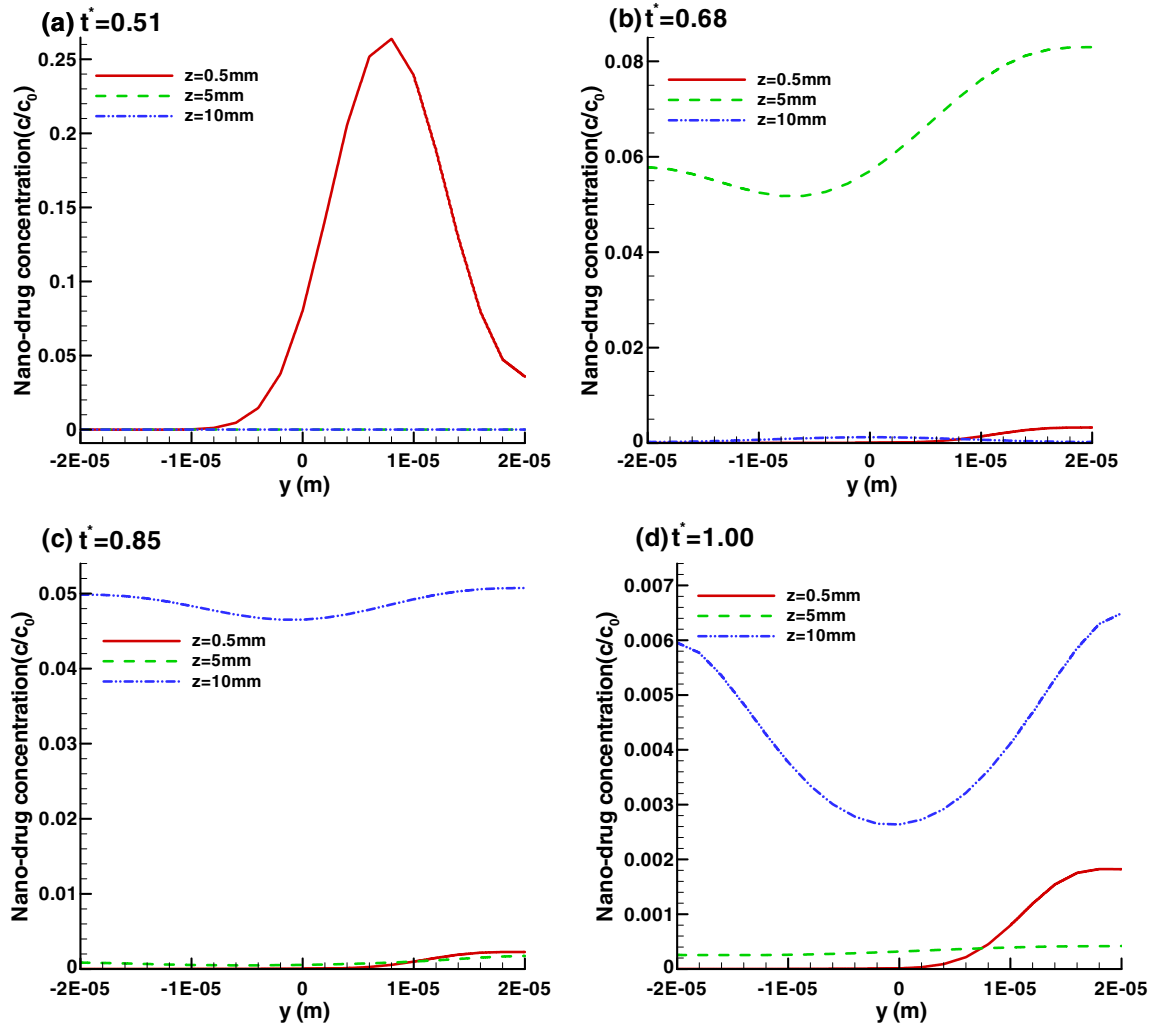 (a) t*=0.51
Nano-drug concentration(c/c₀)
0.25
0.2
0.15
0.1
0.05
0
z=0.5mm
z=5mm
z=10mm
-2E-05 -1E-05 0 1E-05 2E-05
y (m)
(b) t*=0.68
Nano-drug concentration(c/c₀)
0.08
0.06
0.04
0.02
0
z=0.5mm
z=5mm
z=10mm
-2E-05 -1E-05 0 1E-05 2E-05
y (m)
(c) t*=0.85
Nano-drug concentration(c/c₀)
0.05
0.04
0.03
0.02
0.01
0
z=0.5mm
z=5mm
z=10mm
-2E-05 -1E-05 0 1E-05 2E-05
y (m)
(d) t*=1.00
Nano-drug concentration(c/c₀)
0.007
0.006
0.005
0.004
0.003
0.002
0.001
0
z=0.5mm
z=5mm
z=10mm
-2E-05 -1E-05 0 1E-05 2E-05
y (m)